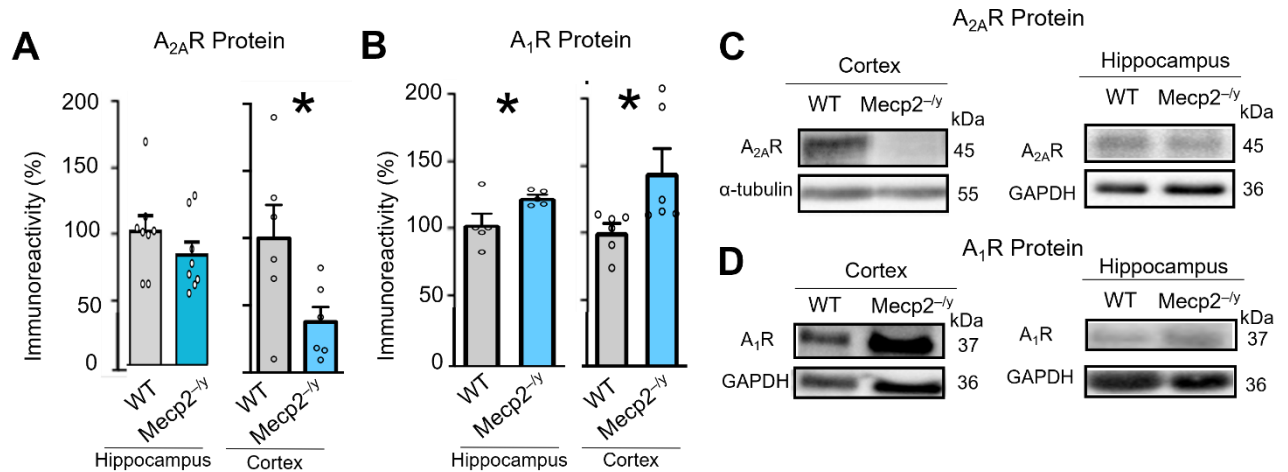 A
A₂ₐR Protein
Immunoreactivity (%)
200
150
100
50
0
*
WT
Mecp2⁻/ʸ
WT
Mecp2⁻/ʸ
Hippocampus
Cortex
B
A₁R Protein
Immunoreactivity (%)
200
150
100
50
0
*
*
WT
Mecp2⁻/ʸ
WT
Mecp2⁻/ʸ
Hippocampus
Cortex
C
A₂ₐR Protein
Cortex
WT Mecp2⁻/ʸ
kDa
A₂ₐR 45
α-tubulin 55
Hippocampus
WT Mecp2⁻/ʸ
kDa
A₂ₐR 45
GAPDH 36
D
A₁R Protein
Cortex
WT Mecp2⁻/ʸ
kDa
A₁R 37
GAPDH 36
Hippocampus
WT Mecp2⁻/ʸ
kDa
A₁R 37
GAPDH 36